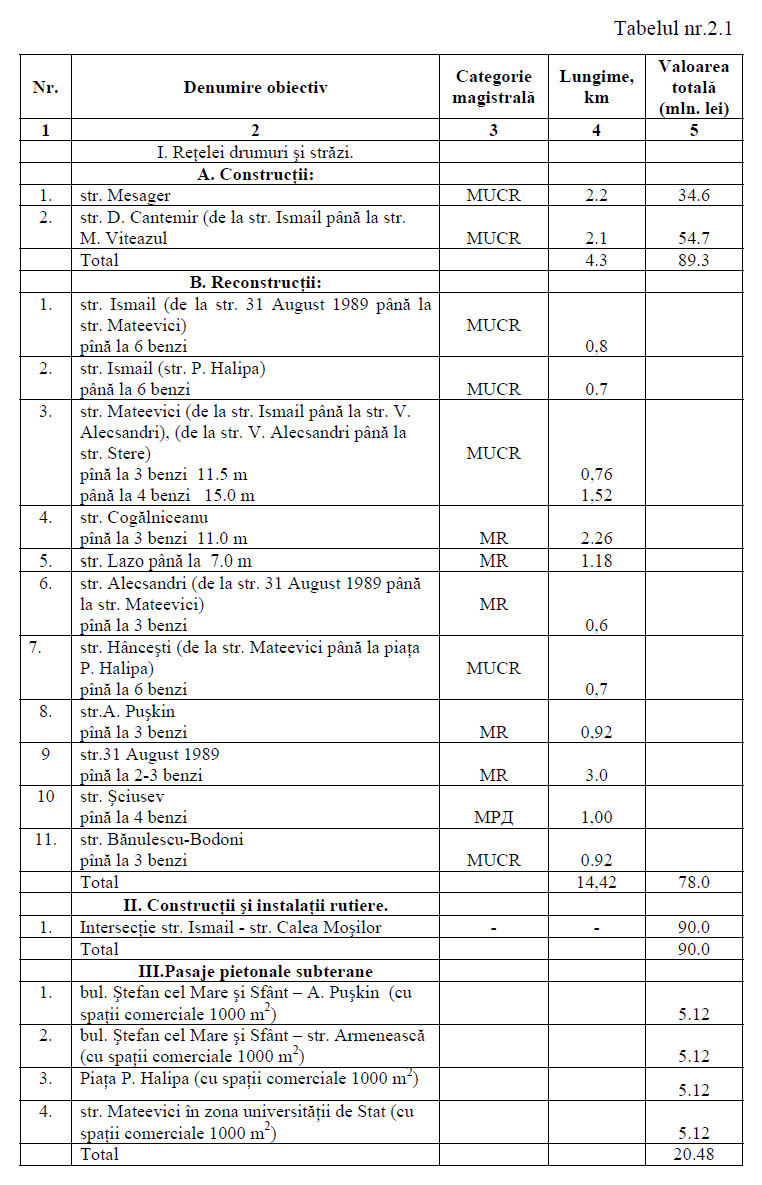 Tabelul nr.2.1
Nr. Denumire obiectiv Categorie magistrală Lungime, km Valoarea totală (mln. lei)
1 2 3 4 5
I. Rețelei drumuri şi străzi.
A. Construcții:
1. str. Mesager MUCR 2.2 34.6
2. str. D. Cantemir (de la str. Ismail până la str.
M. Viteazul MUCR 2.1 54.7
Total 4.3 89.3
B. Reconstrucții:
1. str. Ismail (de la str. 31 August 1989 până la
str. Mateevici) MUCR
pînă la 6 benzi 0,8
2. str. Ismail (str. P. Halipa)
până la 6 benzi MUCR 0.7
3. str. Mateevici (de la str. Ismail până la str. V.
Alecsandri), (de la str. V. Alecsandri până la
str. Stere) MUCR
pînă la 3 benzi 11.5 m 0,76
până la 4 benzi 15.0 m 1,52
4. str. Cogălniceanu
pînă la 3 benzi 11.0 m MR 2.26
5. str. Lazo până la 7.0 m MR 1.18
6. str. Alecsandri (de la str. 31 August 1989 până
la str. Mateevici) MR
pînă la 3 benzi 0,6
7. str. Hânceşti (de la str. Mateevici până la piața
P. Halipa) MUCR
pînă la 6 benzi 0,7
8. str.A. Puşkin
pînă la 3 benzi MR 0,92
9 str.31 August 1989
pînă la 2-3 benzi MR 3.0
10 str. Şciusev
pînă la 4 benzi МРД 1,00
11. str. Bănulescu-Bodoni
pînă la 3 benzi MUCR 0.92
Total 14,42 78.0
II. Construcții şi instalații rutiere.
1. Intersecție str. Ismail - str. Calea Moşilor - - 90.0
Total 90.0
III.Pasaje pietonale subterane
1. bul. Ştefan cel Mare şi Sfânt – A. Puşkin (cu
spații comerciale 1000 m²) 5.12
2. bul. Ştefan cel Mare şi Sfânt – str. Armenească
(cu spații comerciale 1000 m²) 5.12
3. Piața P. Halipa (cu spații comerciale 1000 m²) 5.12
4. str. Mateevici în zona universității de Stat (cu
spații comerciale 1000 m²) 5.12
Total 20.48